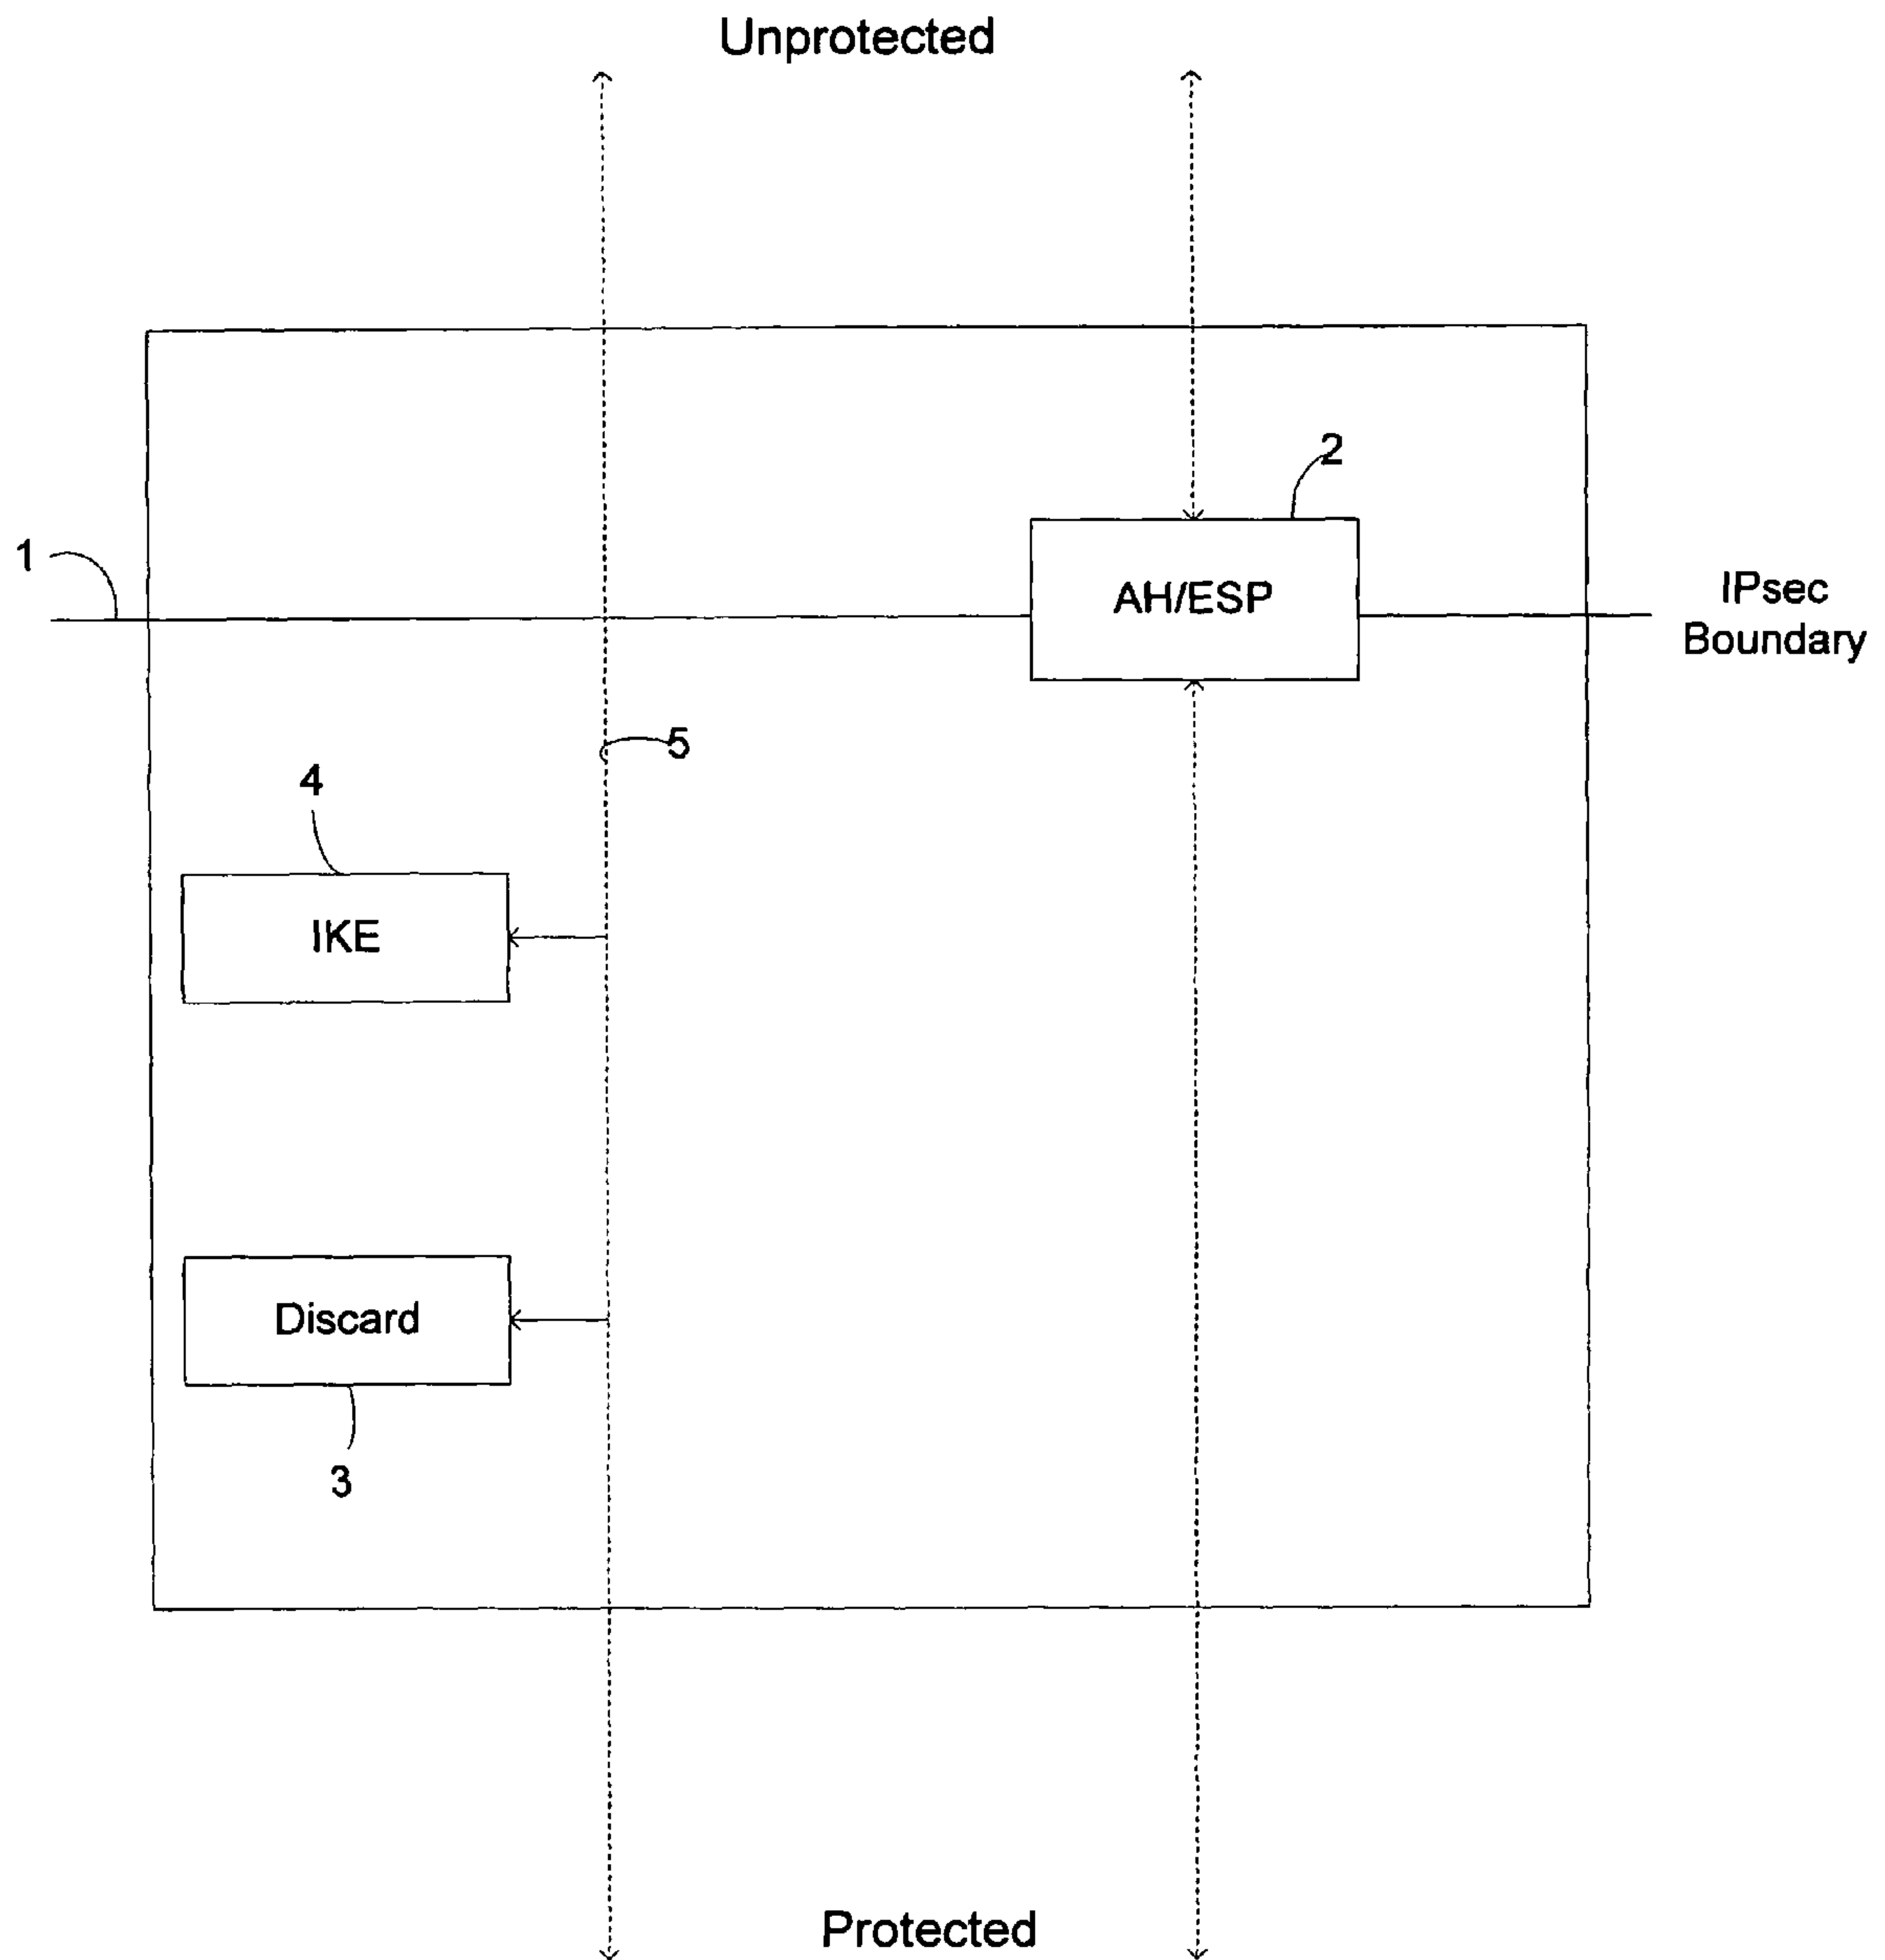 Unprotected
2
1
AH/ESP
IPsec
Boundary
5
4
IKE
Discard
3
Protected